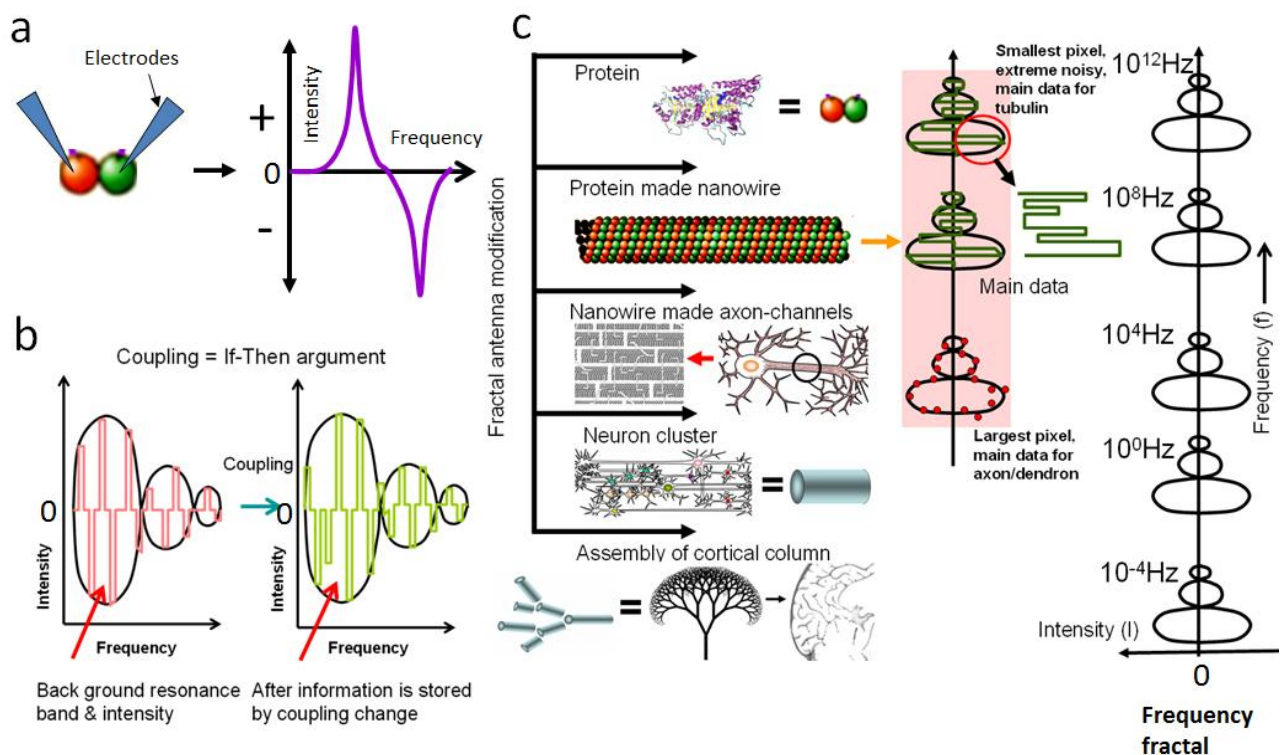 a
Electrodes
Intensity
Frequency
+
0
-
b
Coupling = If-Then argument
0
Intensity
Frequency
Coupling
0
Intensity
Frequency
Back ground resonance
band & intensity
After information is stored
by coupling change
c
Fractal antenna modification
Protein
=
Protein made nanowire
Nanowire made axon-channels
Neuron cluster
=
Assembly of cortical column
=
Smallest pixel,
extreme noisy,
main data for
tubulin
Main data
Largest pixel,
main data for
axon/dendron
10¹²Hz
10⁸Hz
10⁴Hz
10⁰Hz
10⁻⁴Hz
Frequency (f)
Intensity (I)
0
Frequency
fractal